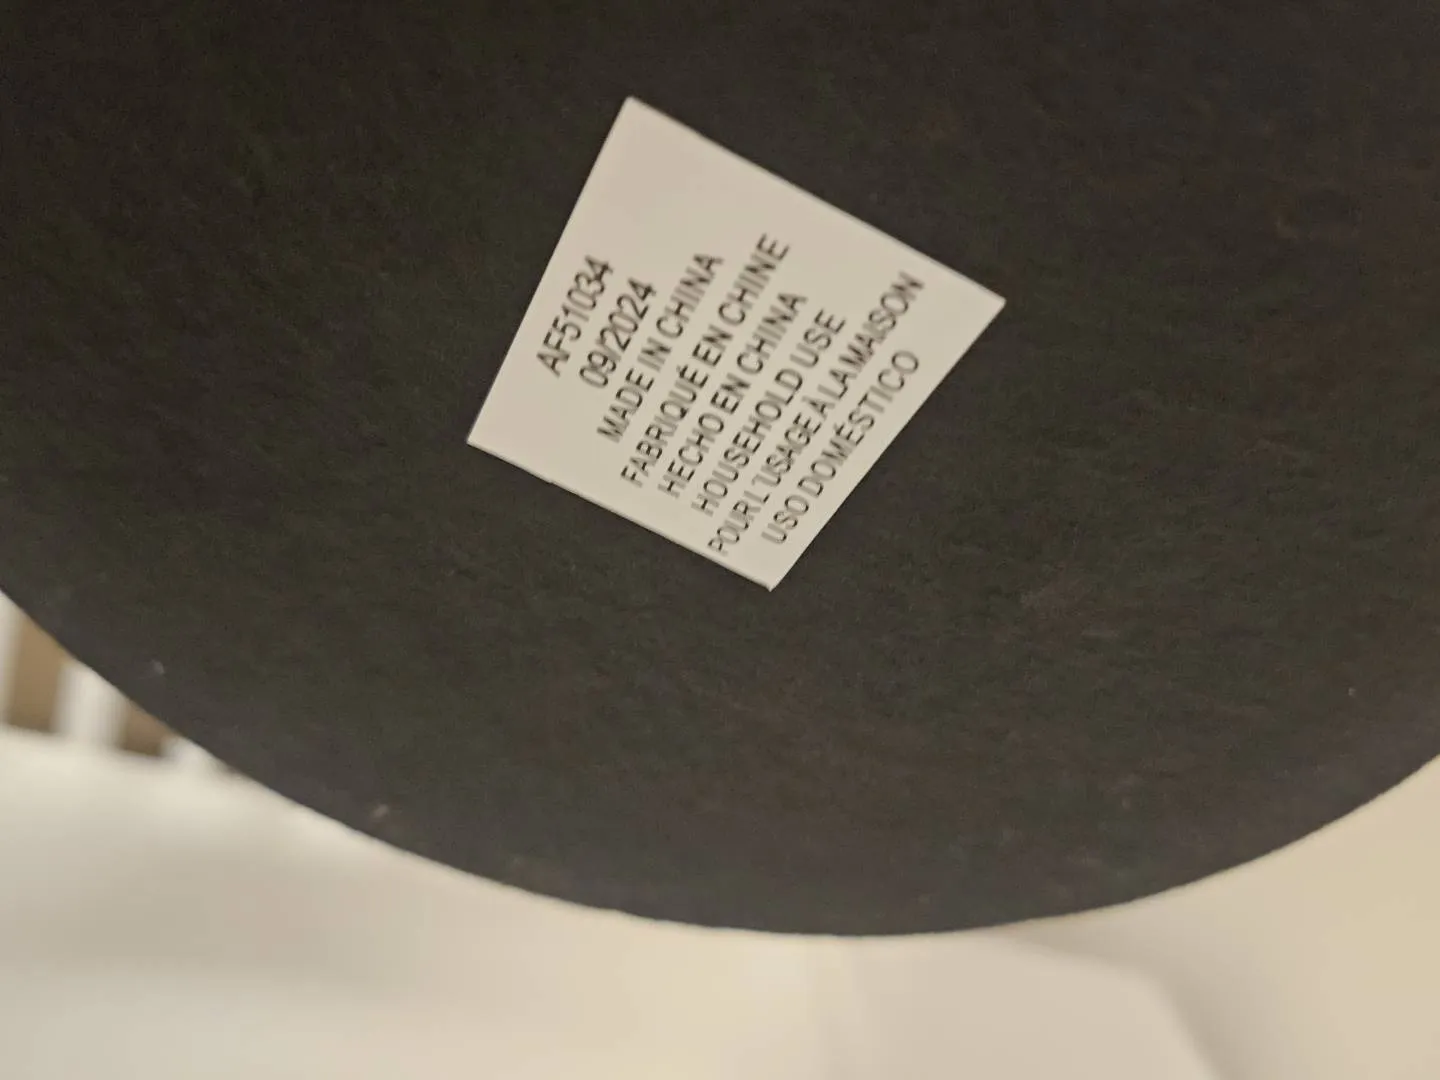 AF51034
09/2024
MADE IN CHINA
FABRIQUÉ EN CHINE
HECHO EN CHINA
HOUSEHOLD USE
POUR L'USAGE À LA MAISON
USO DOMÉSTICO